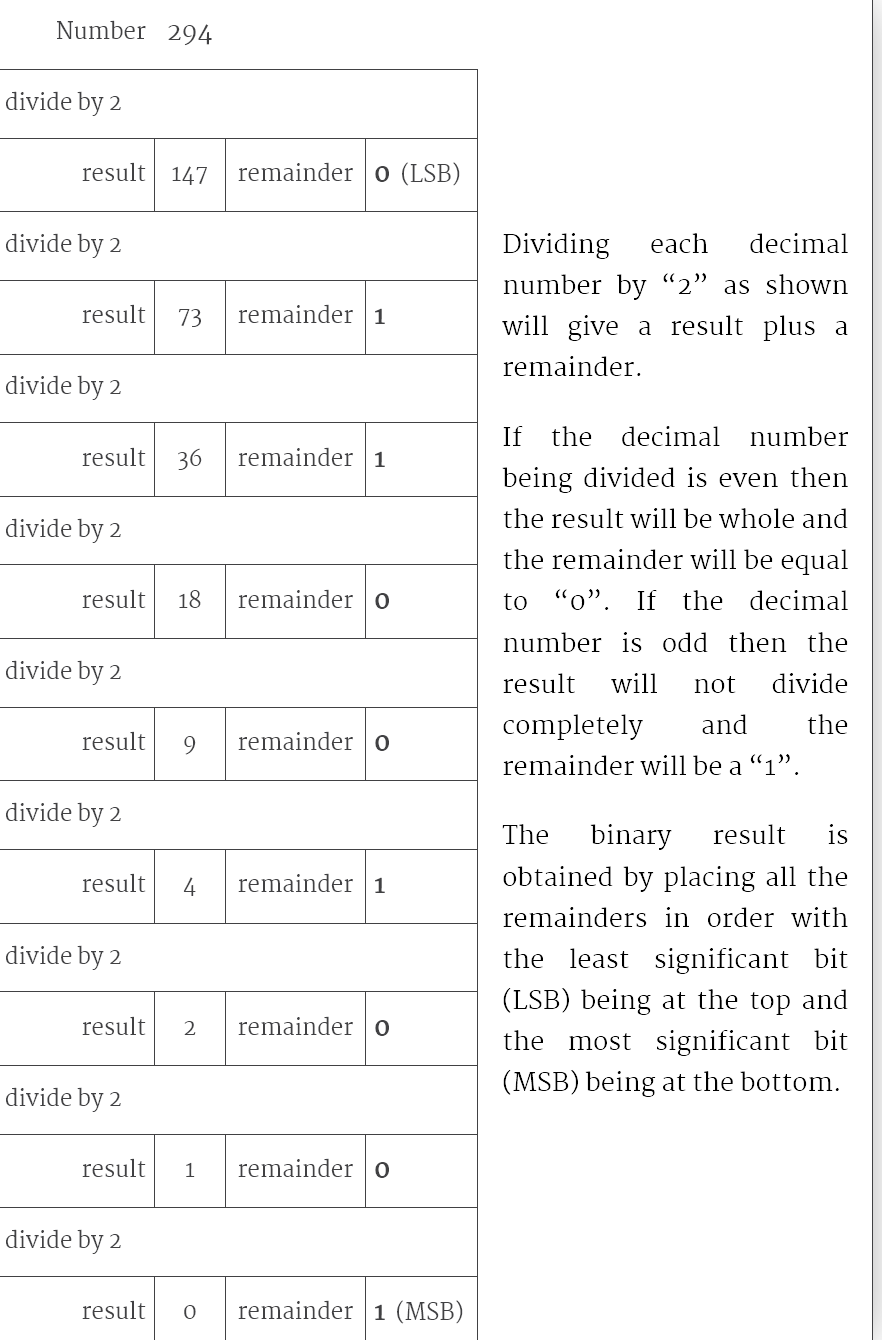 Number 294
divide by 2
result 147 remainder 0 (LSB)
divide by 2
result 73 remainder 1
divide by 2
result 36 remainder 1
divide by 2
result 18 remainder 0
divide by 2
result 9 remainder 0
divide by 2
result 4 remainder 1
divide by 2
result 2 remainder 0
divide by 2
result 1 remainder 0
divide by 2
result 0 remainder 1 (MSB)
Dividing each decimal
number by “2” as shown
will give a result plus a
remainder.
If the decimal number
being divided is even then
the result will be whole and
the remainder will be equal
to “0”. If the decimal
number is odd then the
result will not divide
completely and the
remainder will be a “1”.
The binary result is
obtained by placing all the
remainders in order with
the least significant bit
(LSB) being at the top and
the most significant bit
(MSB) being at the bottom.